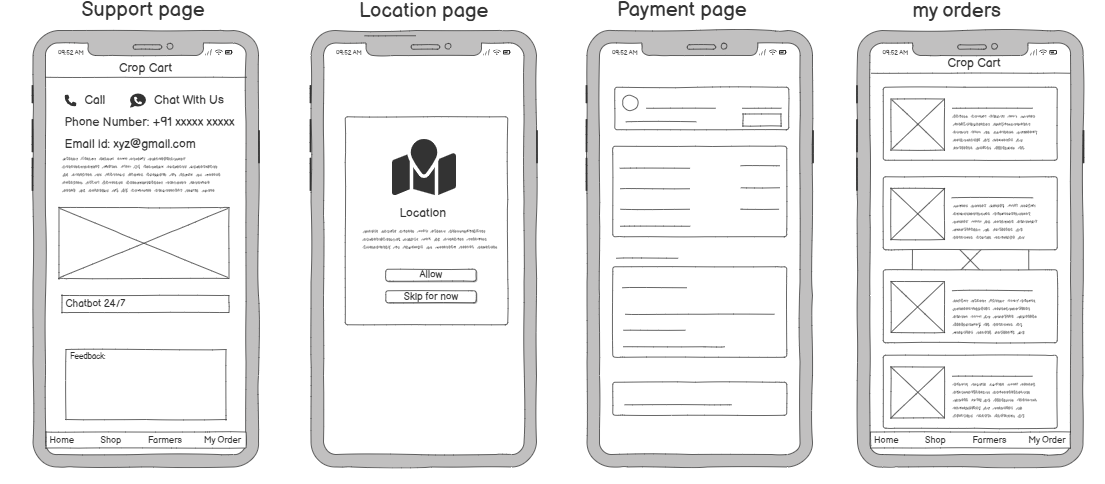 Support page
Location page
Payment page
my orders
09:52 AM
Crop Cart
Call
Chat With Us
Phone Number: +91 xxxxx xxxxx
Email Id: xyz@gmail.com
Chatbot 24/7
Feedback:
Home Shop Farmers My Order
09:52 AM
Location
Allow
Skip for now
09:52 AM
09:52 AM
Crop Cart
Home Shop Farmers My Order